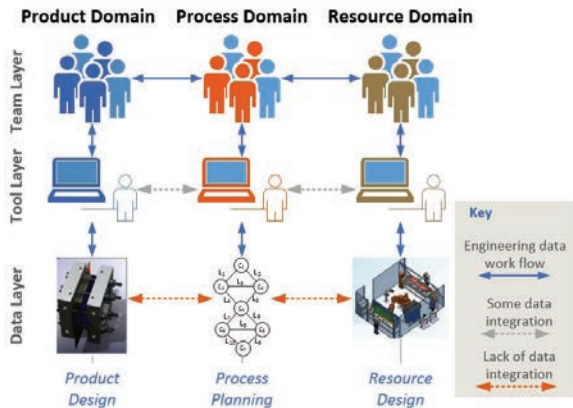 Product Domain
Process Domain
Resource Domain
Team Layer
Tool Layer
Data Layer
Product
Design
Process
Planning
Resource
Design
Key
Engineering data
work flow
Some data
integration
Lack of data
integration